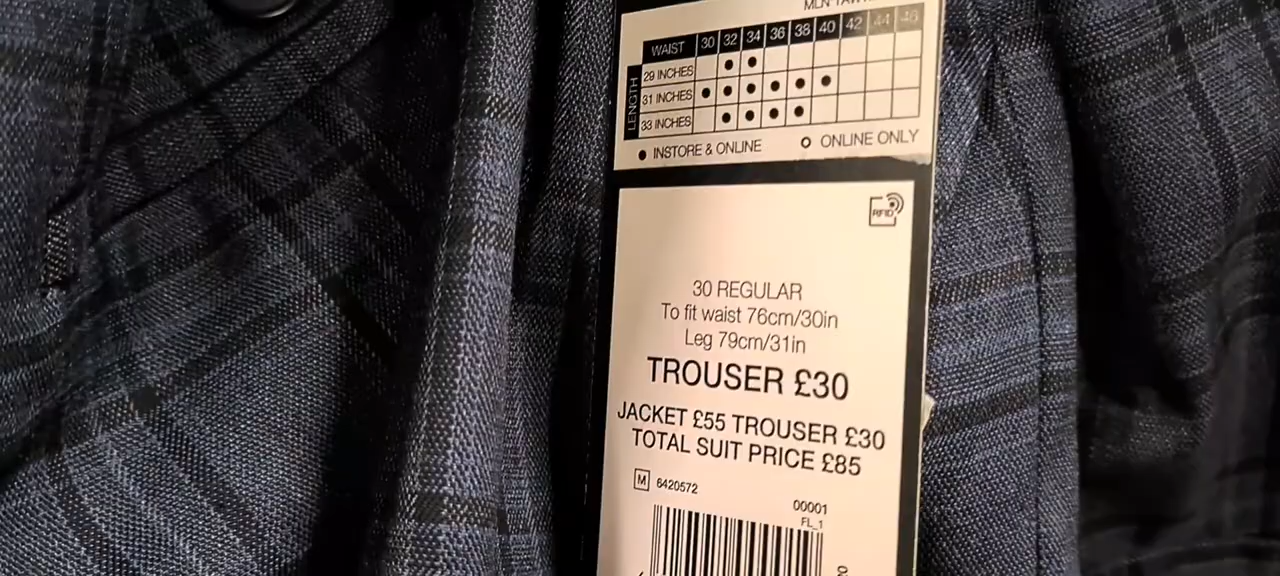 WAIST 30 32 34 36 38 40 42 44 46
LENGTH
29 INCHES ● ●
31 INCHES ● ● ● ● ● ●
33 INCHES ● ● ● ●
● INSTORE & ONLINE ○ ONLINE ONLY
RFID
30 REGULAR
To fit waist 76cm/30in
Leg 79cm/31in
TROUSER £30
JACKET £55 TROUSER £30
TOTAL SUIT PRICE £85
M 6420572
00001
FL_1